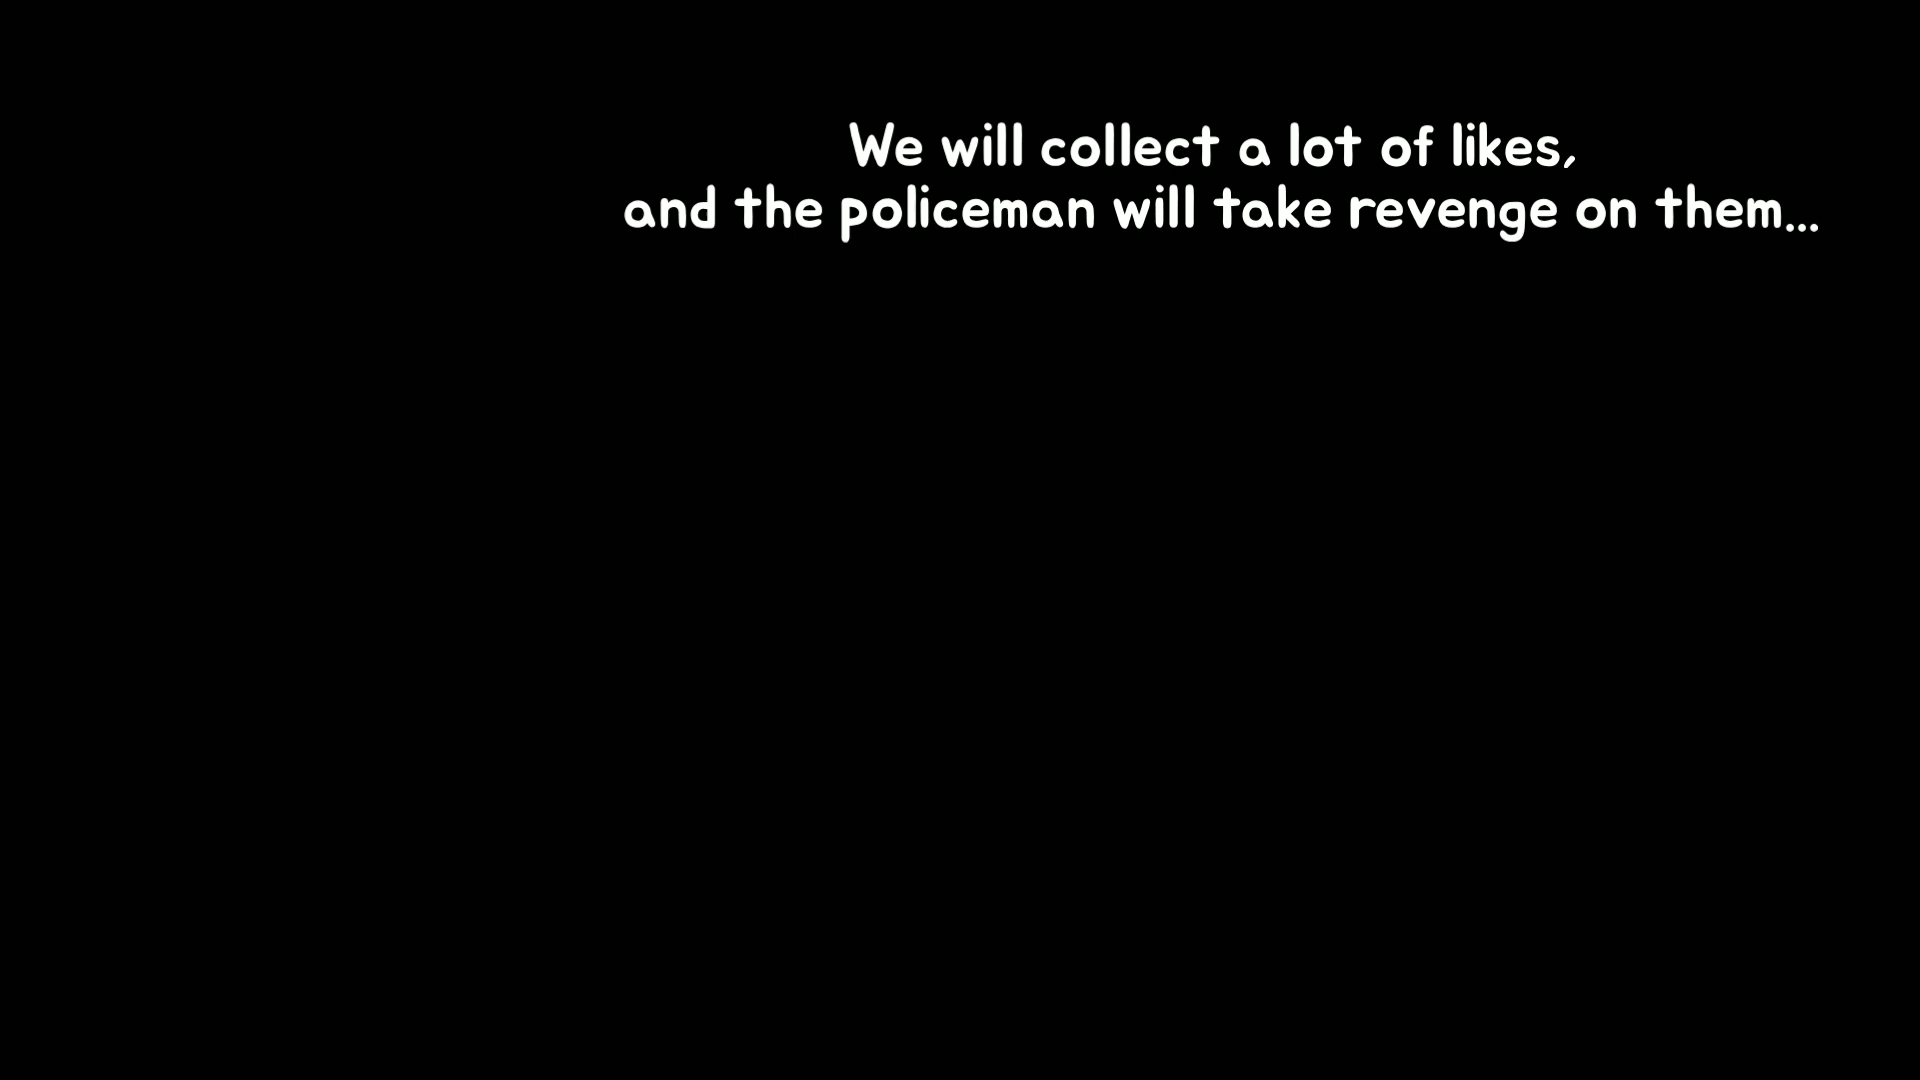 We will collect a lot of likes,
and the policeman will take revenge on them...